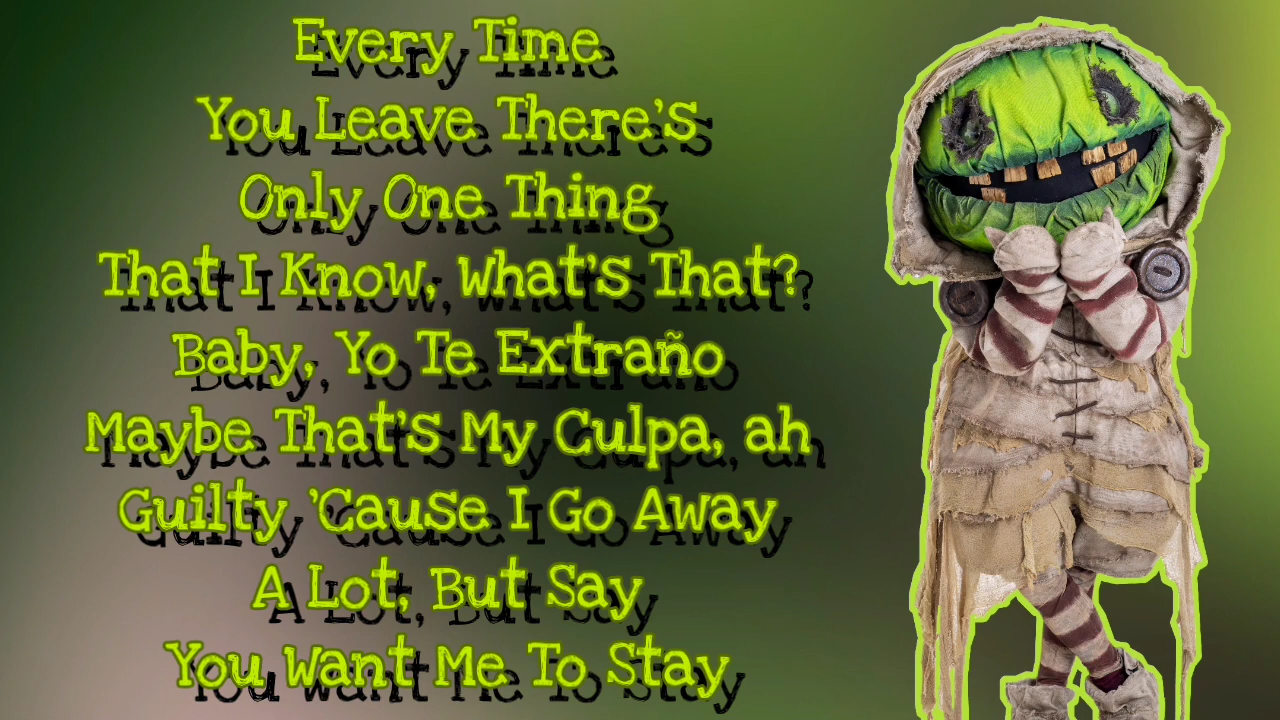 Every Time
You Leave There's
Only One Thing
That I Know, What's That?
Baby, Yo Te Extraño
Maybe That's My Culpa, ah
Guilty 'Cause I Go Away
A Lot, But Say
You Want Me To Stay